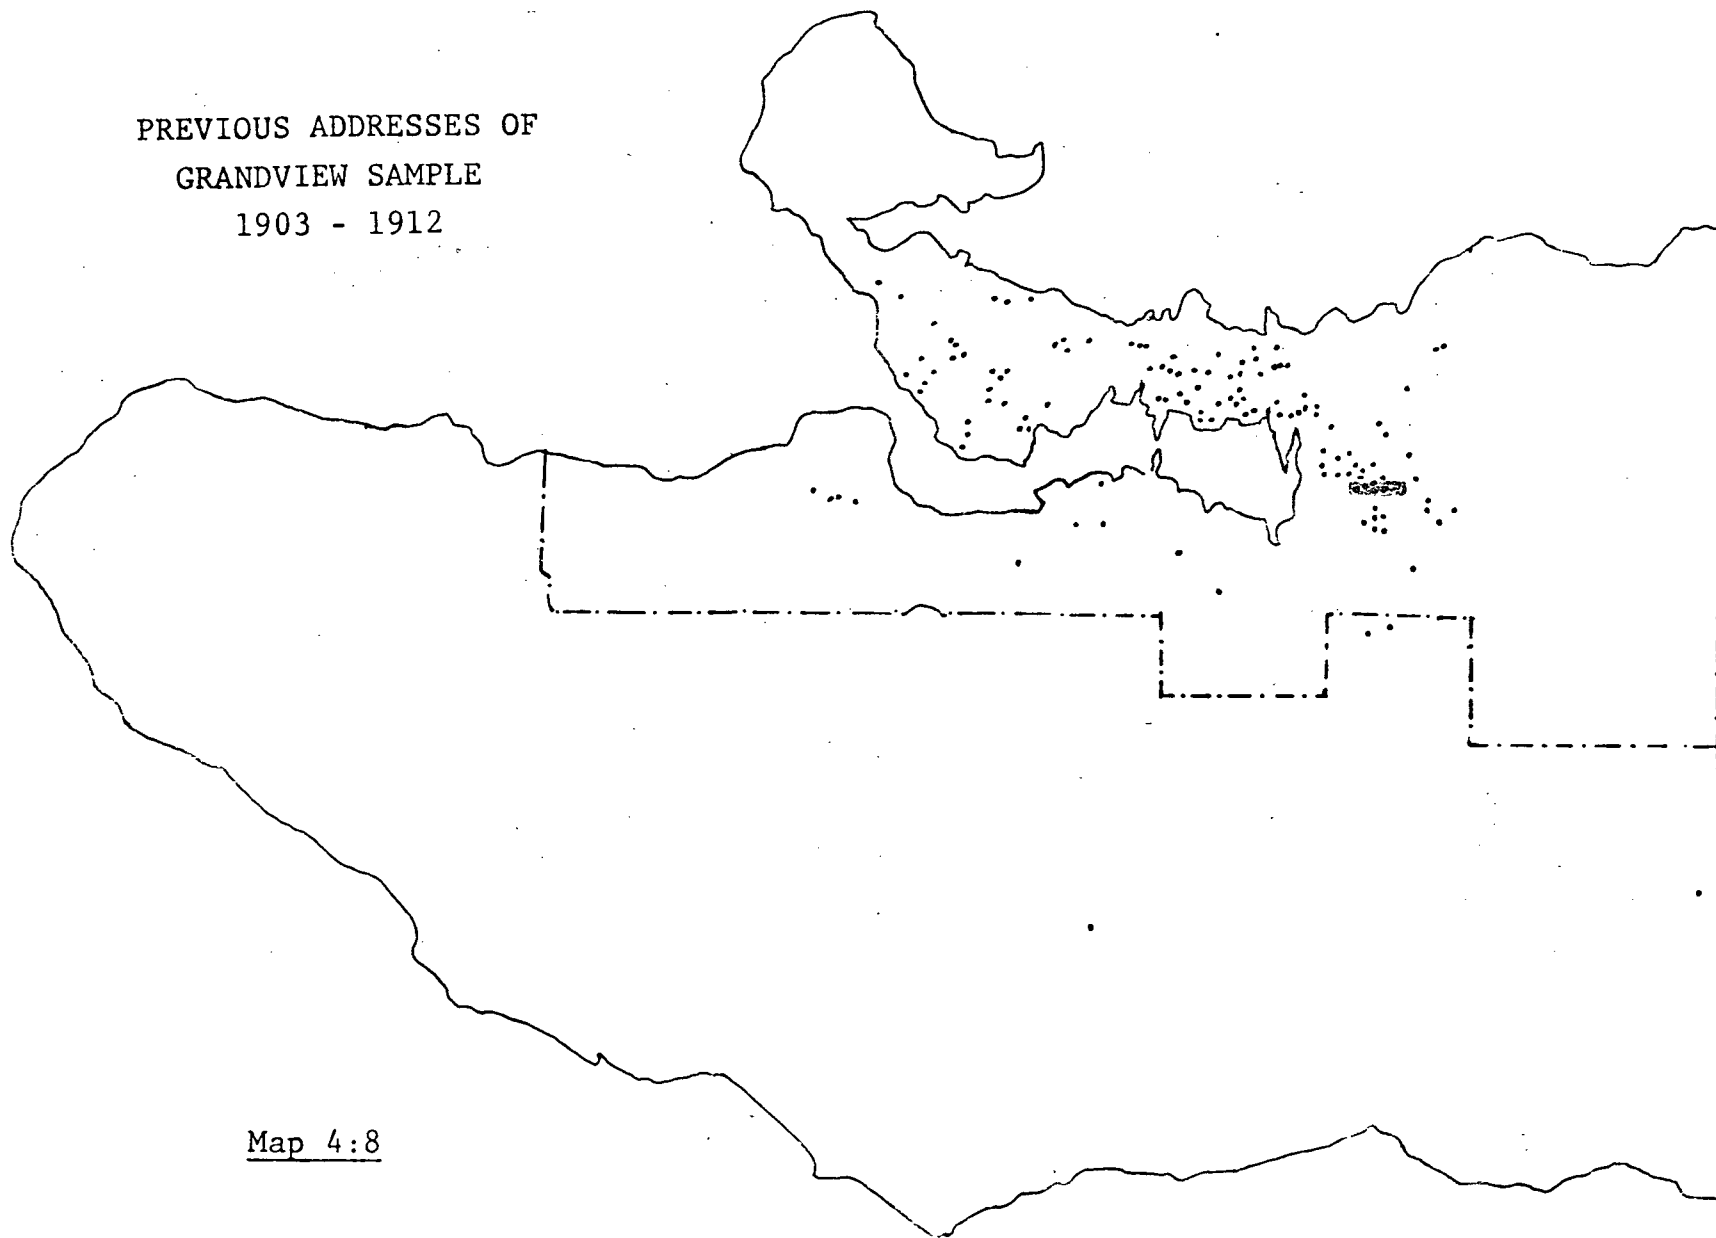 PREVIOUS ADDRESSES OF
GRANDVIEW SAMPLE
1903 - 1912
Map 4:8